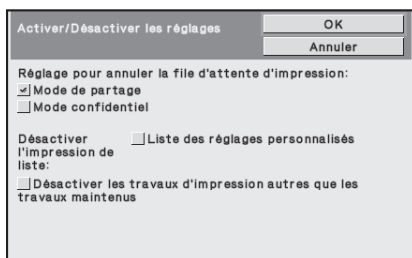 Activer/Désactiver les réglages
OK
Annuler
Réglage pour annuler la file d'attente d'impression:
Mode de partage
Mode confidentiel
Désactiver
l'impression de
liste:
Liste des réglages personnalisés
Désactiver les travaux d'impression autres que les
travaux maintenus